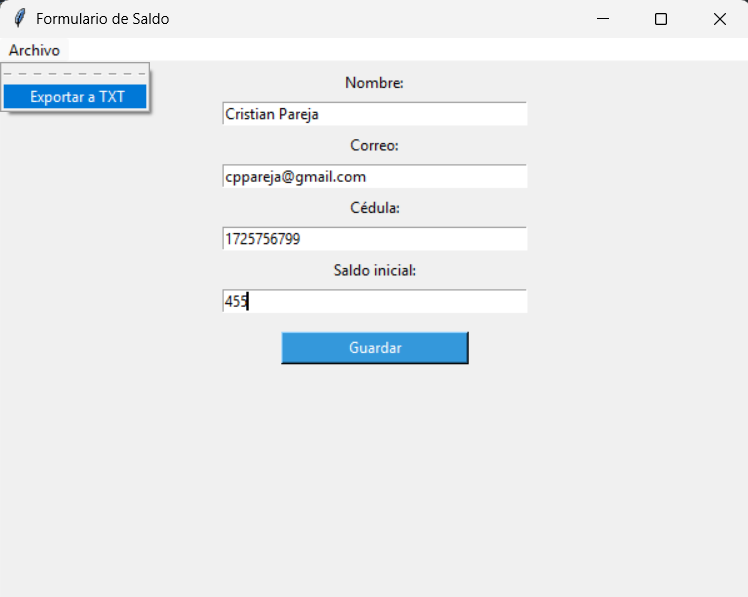 Formulario de Saldo
Archivo
Exportar a TXT
Nombre:
Cristian Pareja
Correo:
cppareja@gmail.com
Cédula:
1725756799
Saldo inicial:
455
Guardar